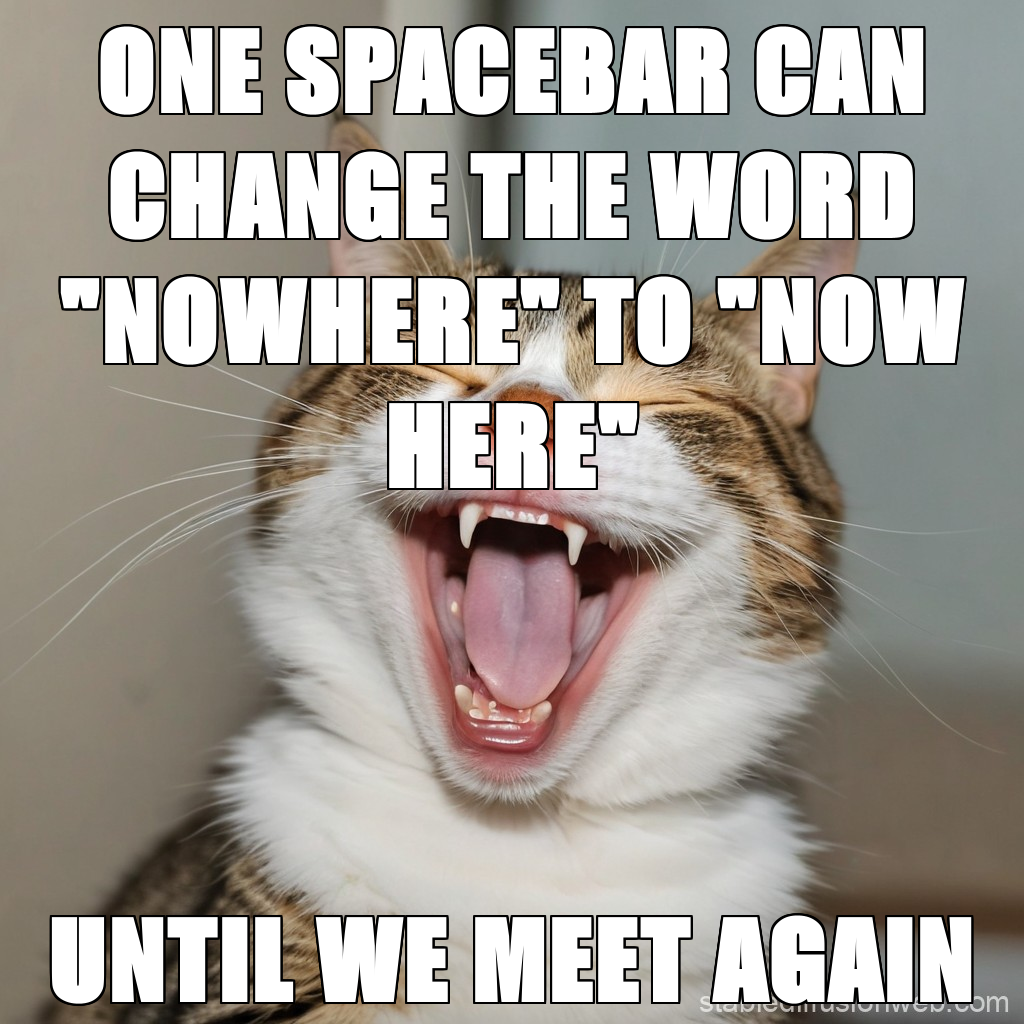 ONE SPACEBAR CAN
CHANGE THE WORD
"NOWHERE" TO "NOW
HERE"
UNTIL WE MEET AGAIN
stablediffusionweb.com